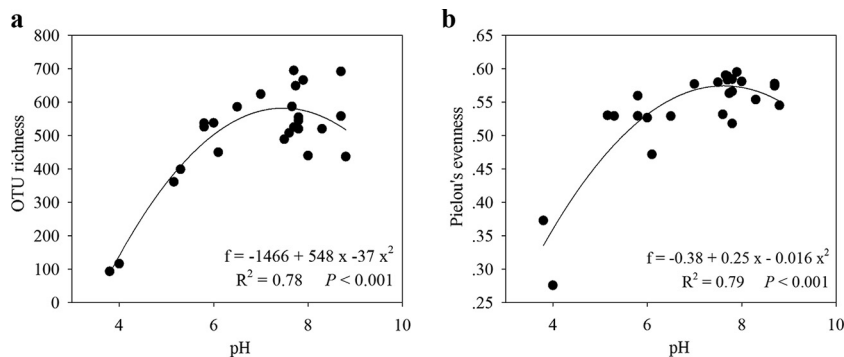 a
800
700
600
500
400
300
200
100
0
OTU richness
4
6
8
10
pH
f = -1466 + 548 x -37 x²
R² = 0.78 P < 0.001
b
.65
.60
.55
.50
.45
.40
.35
.30
.25
Pielou's evenness
4
6
8
10
pH
f = -0.38 + 0.25 x - 0.016 x²
R² = 0.79 P < 0.001